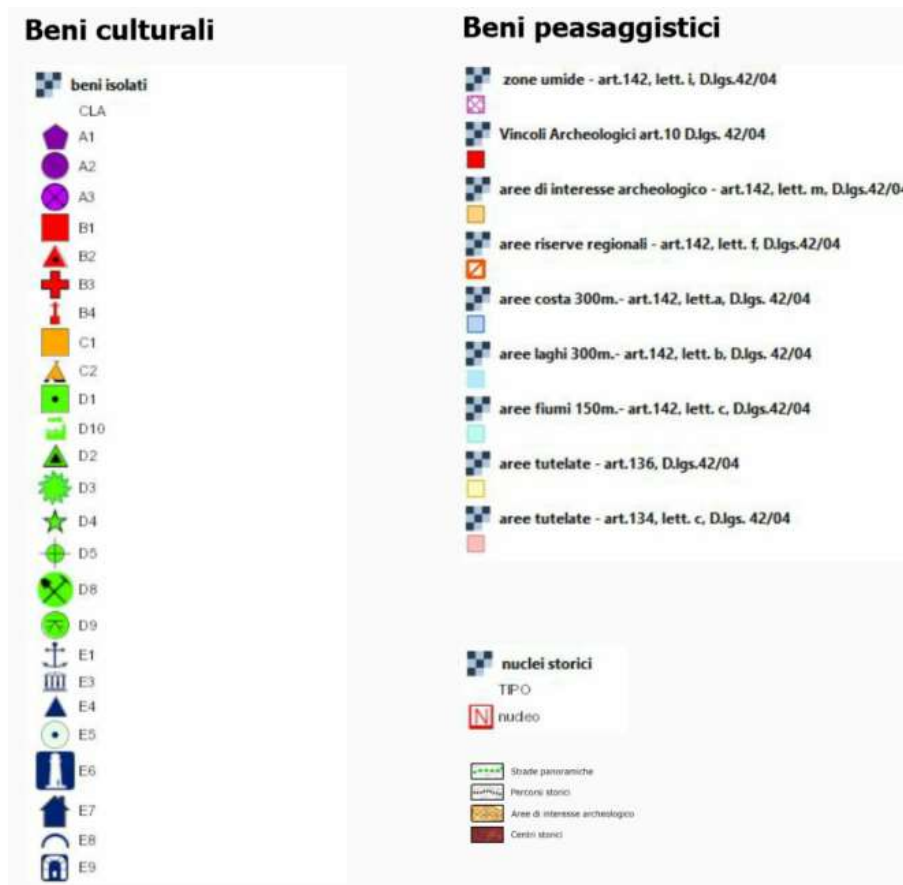 Beni culturali
beni isolati
CLA
A1
A2
A3
B1
B2
B3
B4
C1
C2
D1
D10
D2
D3
D4
D5
D8
D9
E1
E3
E4
E5
E6
E7
E8
E9
Beni peasaggistici
zone umide - art.142, lett. i, D.lgs.42/04
Vincoli Archeologici art.10 D.lgs. 42/04
aree di interesse archeologico - art.142, lett. m, D.lgs.42/04
aree riserve regionali - art.142, lett. f, D.lgs.42/04
aree costa 300m.- art.142, lett.a, D.lgs. 42/04
aree laghi 300m.- art.142, lett. b, D.lgs. 42/04
aree fiumi 150m.- art.142, lett. c, D.lgs.42/04
aree tutelate - art.136, D.lgs.42/04
aree tutelate - art.134, lett. c, D.lgs. 42/04
nuclei storici
TIPO
N nucleo
Strade panoramiche
Percorsi storici
Aree di interesse archeologico
Centri storici